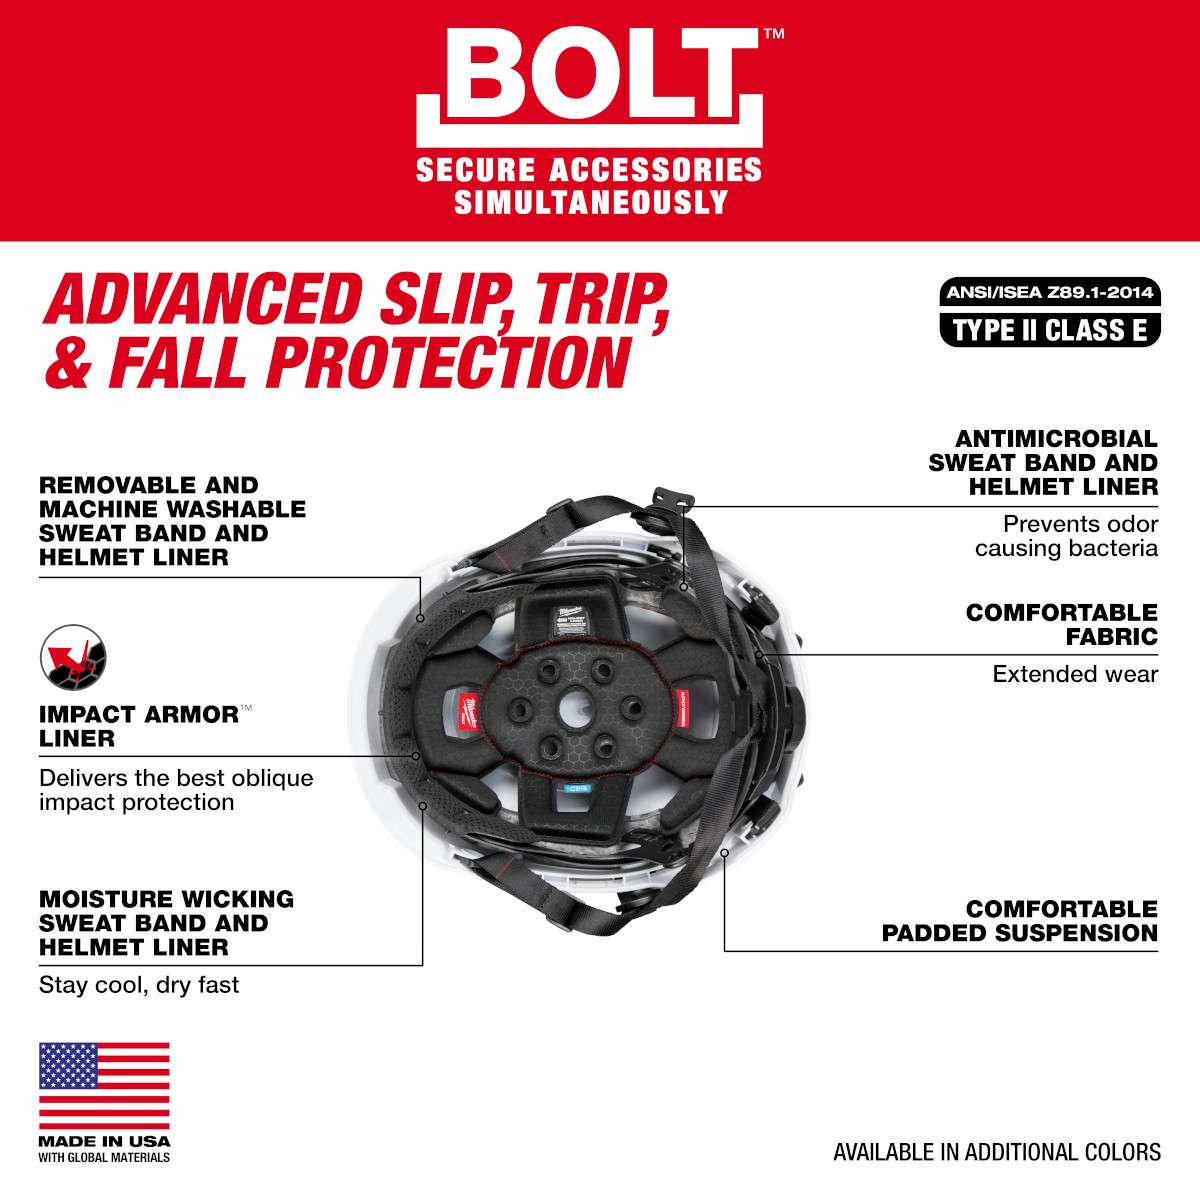 BOLT™
SECURE ACCESSORIES
SIMULTANEOUSLY
ADVANCED SLIP, TRIP,
& FALL PROTECTION
ANSI/ISEA Z89.1-2014
TYPE II CLASS E
REMOVABLE AND
MACHINE WASHABLE
SWEAT BAND AND
HELMET LINER
IMPACT ARMOR™
LINER
Delivers the best oblique
impact protection
MOISTURE WICKING
SWEAT BAND AND
HELMET LINER
Stay cool, dry fast
ANTIMICROBIAL
SWEAT BAND AND
HELMET LINER
Prevents odor
causing bacteria
COMFORTABLE
FABRIC
Extended wear
COMFORTABLE
PADDED SUSPENSION
Milwaukee
Milwaukee
MADE IN USA
WITH GLOBAL MATERIALS
AVAILABLE IN ADDITIONAL COLORS